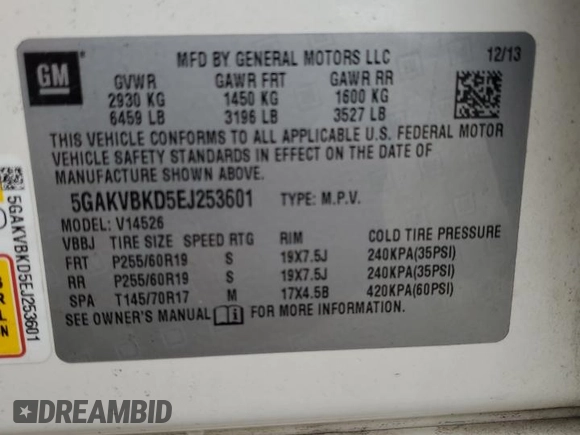 GM
MFD BY GENERAL MOTORS LLC 12/13
GVWR GAWR FRT GAWR RR
2930 KG 1450 KG 1600 KG
6459 LB 3196 LB 3527 LB
THIS VEHICLE CONFORMS TO ALL APPLICABLE U.S. FEDERAL MOTOR
VEHICLE SAFETY STANDARDS IN EFFECT ON THE DATE OF
MANUFACTURE SHOWN ABOVE.
5GAKVBKD5EJ253601 TYPE: M.P.V.
MODEL: V14526
VBBJ TIRE SIZE SPEED RTG RIM COLD TIRE PRESSURE
FRT P255/60R19 S 19X7.5J 240KPA(35PSI)
RR P255/60R19 S 19X7.5J 240KPA(35PSI)
SPA T145/70R17 M 17X4.5B 420KPA(60PSI)
SEE OWNER'S MANUAL FOR MORE INFORMATION.
5GAKVBKD5EJ253601
DREAMBID